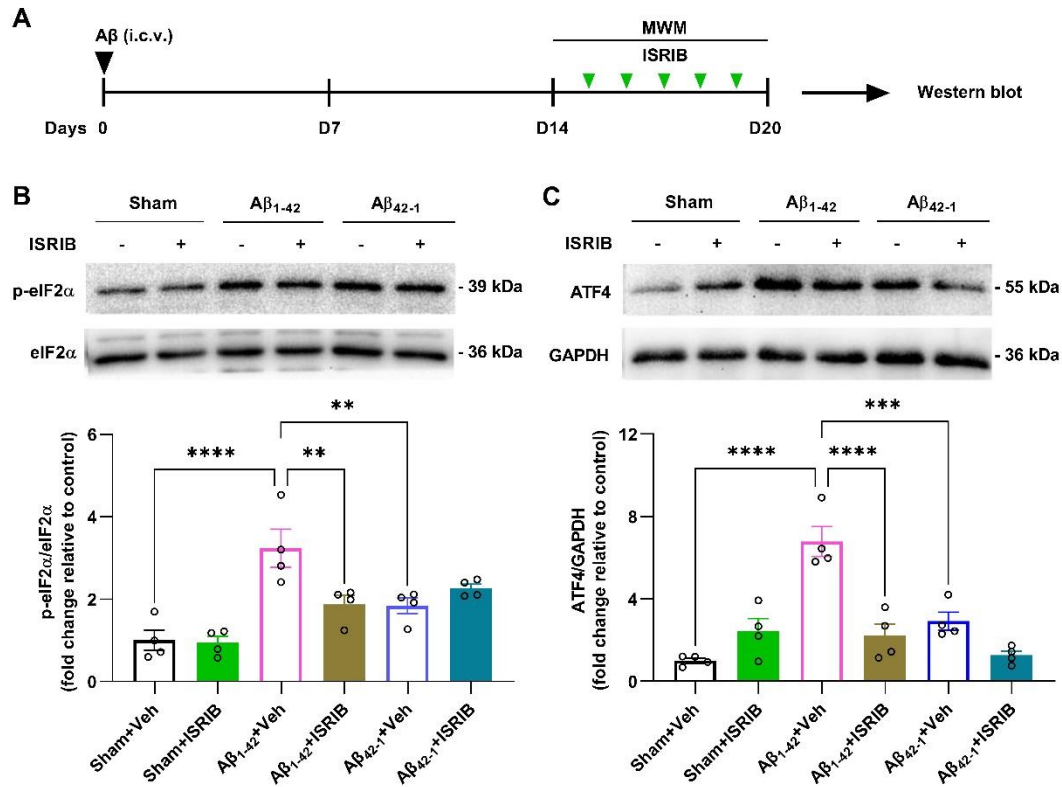 A
Aβ (i.c.v.)
MWM
ISRIB
Days 0 D7 D14 D20
Western blot
B
Sham Aβ1-42 Aβ42-1
ISRIB - + - + - +
p-eIF2α - 39 kDa
eIF2α - 36 kDa
p-eIF2α/eIF2α
(fold change relative to control)
6
4
2
0
**
**** **
Sham+Veh
Sham+ISRIB
Aβ1-42+Veh
Aβ1-42+ISRIB
Aβ42-1+Veh
Aβ42-1+ISRIB
C
Sham Aβ1-42 Aβ42-1
ISRIB - + - + - +
ATF4 - 55 kDa
GAPDH - 36 kDa
ATF4/GAPDH
(fold change relative to control)
12
8
4
0
***
**** ****
Sham+Veh
Sham+ISRIB
Aβ1-42+Veh
Aβ1-42+ISRIB
Aβ42-1+Veh
Aβ42-1+ISRIB